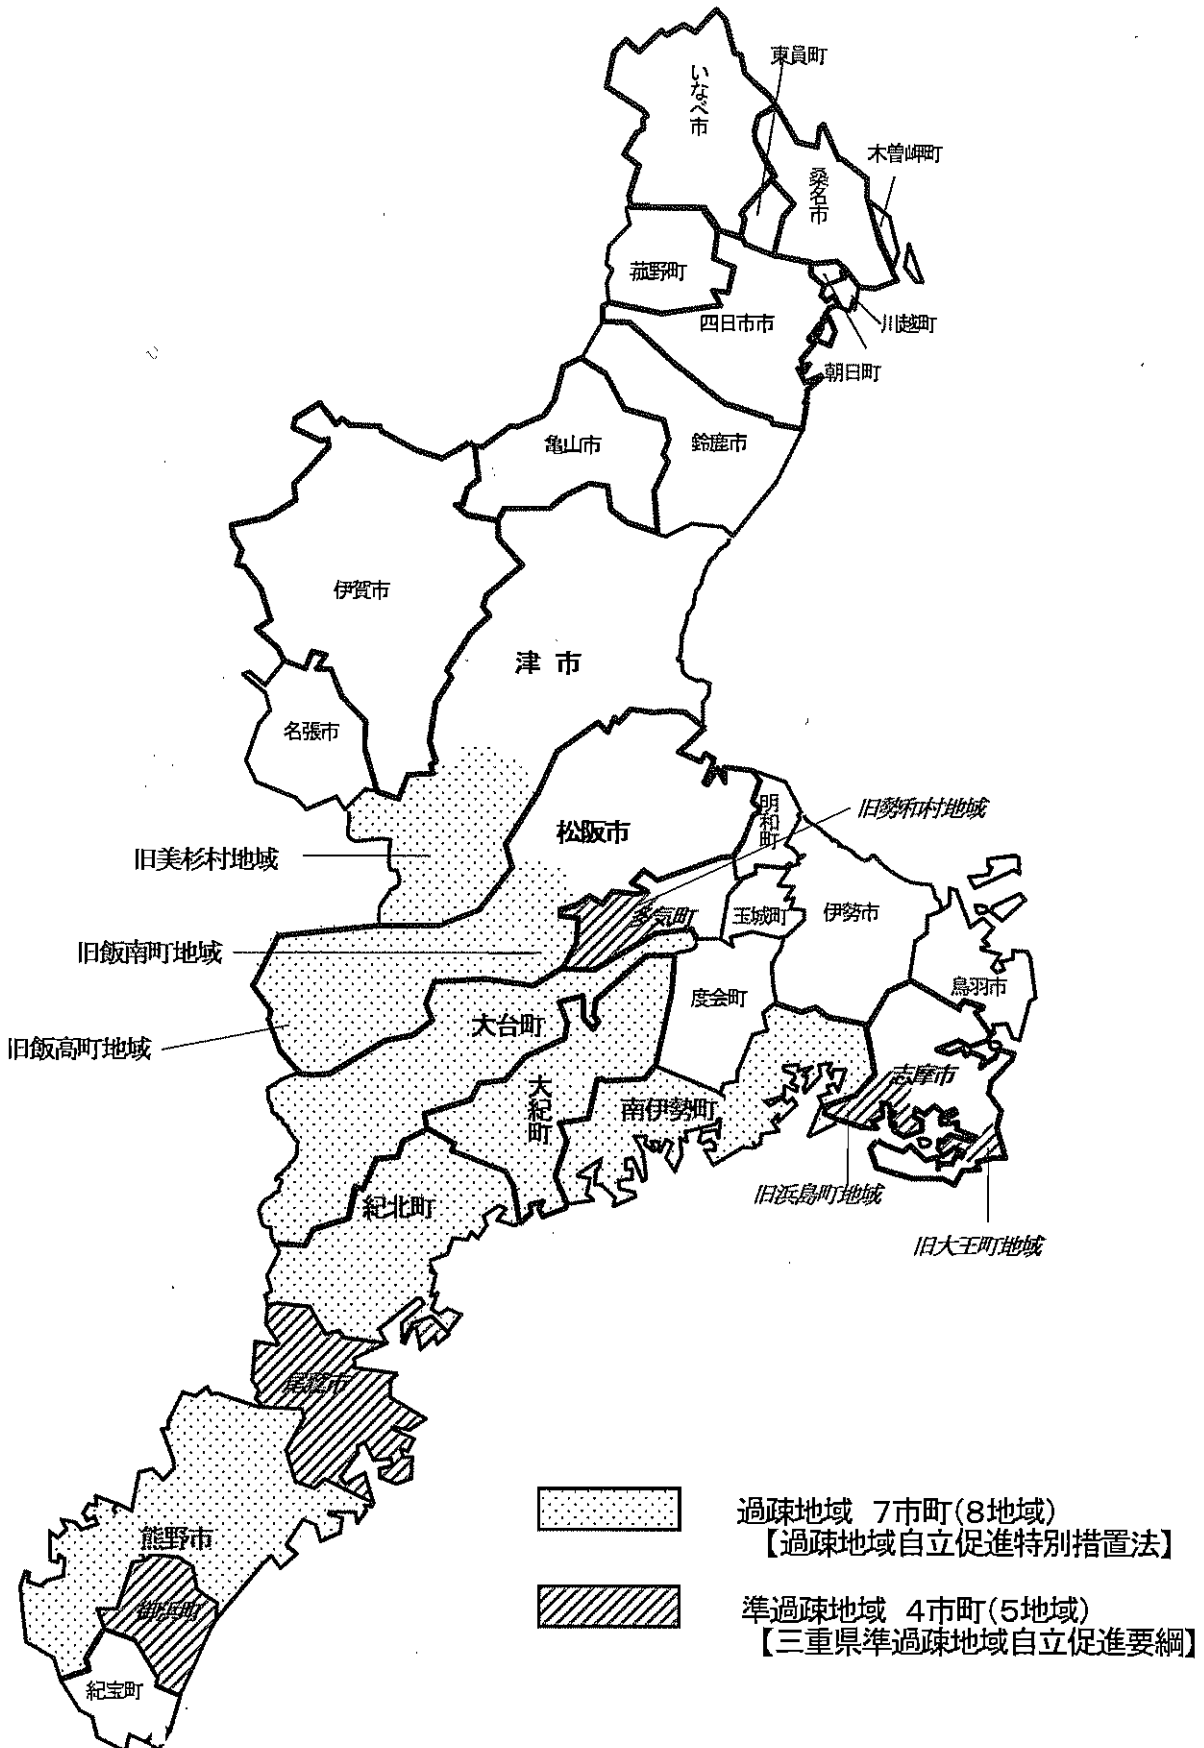 いなべ市
東員町
木曽岬町
桑名市
菰野町
四日市市
川越町
朝日町
亀山市
鈴鹿市
伊賀市
津市
名張市
明和町
旧勢和村地域
松阪市
旧美杉村地域
多気町
玉城町
伊勢市
旧飯南町地域
鳥羽市
度会町
大台町
旧飯高町地域
志摩市
大紀町
南伊勢町
旧浜島町地域
紀北町
旧大王町地域
尾鷲市
過疎地域 7市町(8地域)
【過疎地域自立促進特別措置法】
熊野市
御浜町
準過疎地域 4市町(5地域)
【三重県準過疎地域自立促進要綱】
紀宝町